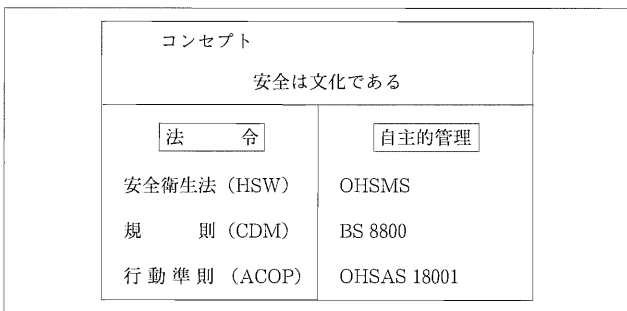 コンセプト
安全は文化である
法　　令
安全衛生法（HSW）
規　　則（CDM）
行動準則（ACOP）
自主的管理
OHSMS
BS 8800
OHSAS 18001